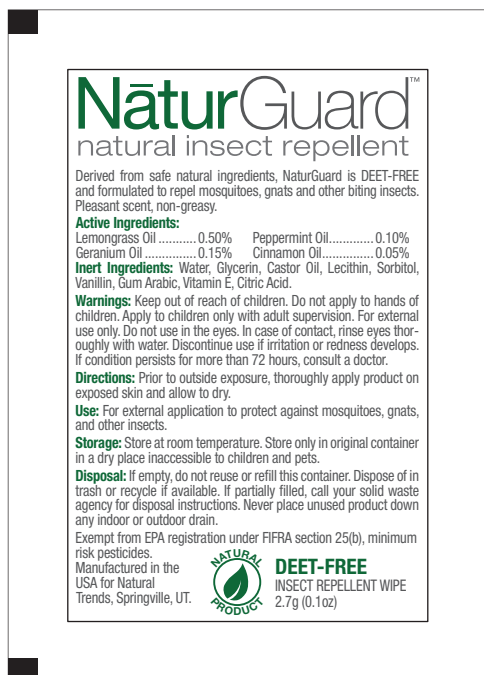 NāturGuard™
natural insect repellent
Derived from safe natural ingredients, NaturGuard is DEET-FREE
and formulated to repel mosquitoes, gnats and other biting insects.
Pleasant scent, non-greasy.
Active Ingredients:
Lemongrass Oil ........... 0.50% Peppermint Oil............. 0.10%
Geranium Oil ............... 0.15% Cinnamon Oil............... 0.05%
Inert Ingredients: Water, Glycerin, Castor Oil, Lecithin, Sorbitol,
Vanillin, Gum Arabic, Vitamin E, Citric Acid.
Warnings: Keep out of reach of children. Do not apply to hands of
children. Apply to children only with adult supervision. For external
use only. Do not use in the eyes. In case of contact, rinse eyes thor-
oughly with water. Discontinue use if irritation or redness develops.
If condition persists for more than 72 hours, consult a doctor.
Directions: Prior to outside exposure, thoroughly apply product on
exposed skin and allow to dry.
Use: For external application to protect against mosquitoes, gnats,
and other insects.
Storage: Store at room temperature. Store only in original container
in a dry place inaccessible to children and pets.
Disposal: If empty, do not reuse or refill this container. Dispose of in
trash or recycle if available. If partially filled, call your solid waste
agency for disposal instructions. Never place unused product down
any indoor or outdoor drain.
Exempt from EPA registration under FIFRA section 25(b), minimum
risk pesticides.
Manufactured in the
USA for Natural
Trends, Springville, UT.
NATURAL
PRODUCT
DEET-FREE
INSECT REPELLENT WIPE
2.7g (0.1oz)